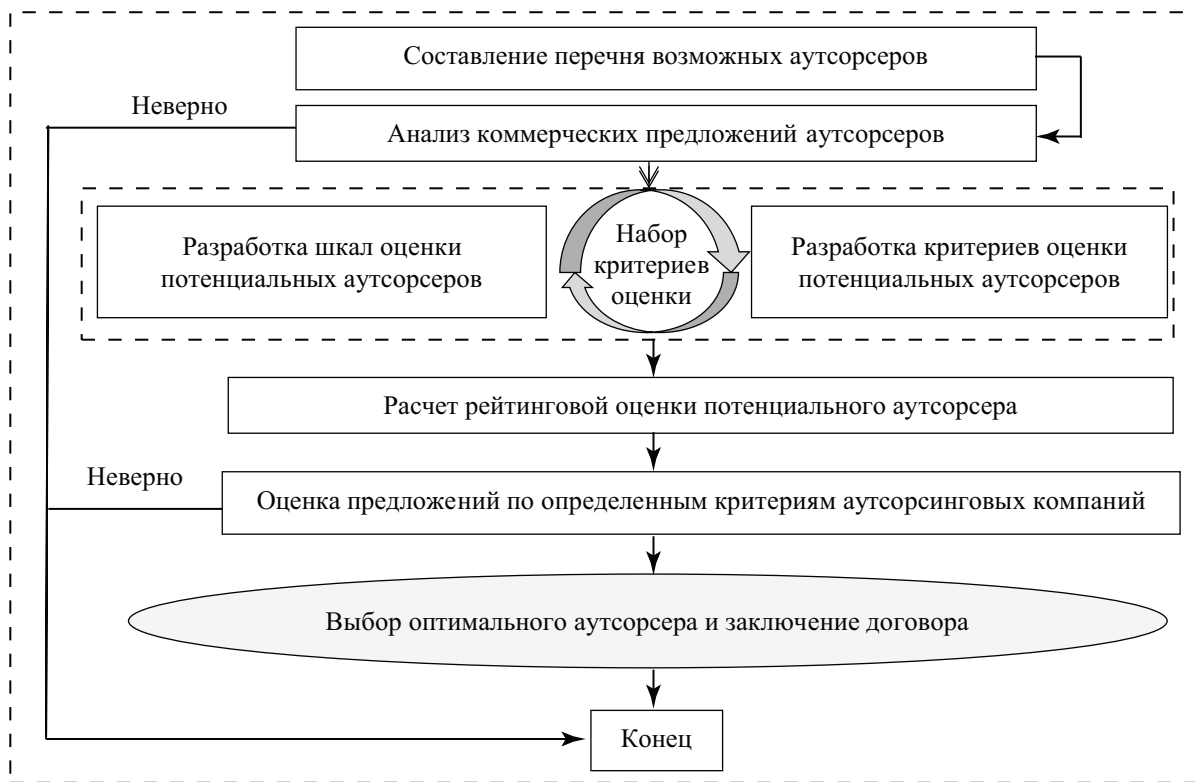 Составление перечня возможных аутсорсеров
Неверно
Анализ коммерческих предложений аутсорсеров
Разработка шкал оценки
потенциальных аутсорсеров
Набор
критериев
оценки
Разработка критериев оценки
потенциальных аутсорсеров
Расчет рейтинговой оценки потенциального аутсорсера
Неверно
Оценка предложений по определенным критериям аутсорсинговых компаний
Выбор оптимального аутсорсера и заключение договора
Конец